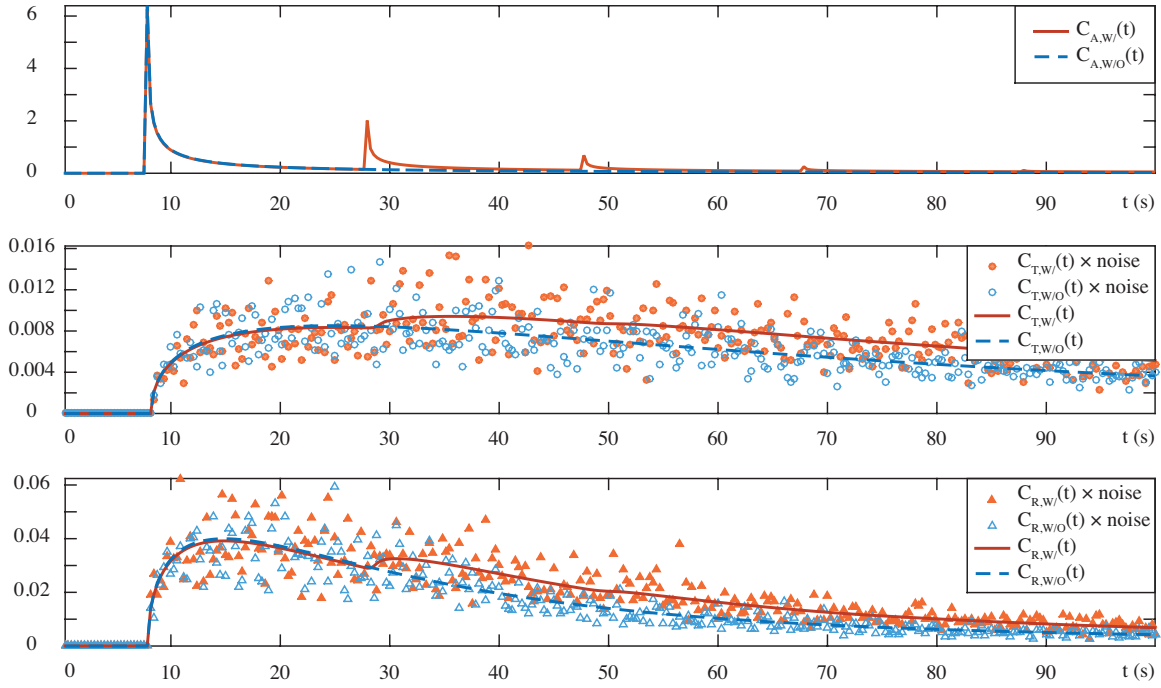 6
4
2
0
0 10 20 30 40 50 60 70 80 90 t (s)
C_A,W/(t)
C_A,W/O(t)
0.016
0.012
0.008
0.004
0
0 10 20 30 40 50 60 70 80 90 t (s)
C_T,W/(t) × noise
C_T,W/O(t) × noise
C_T,W/(t)
C_T,W/O(t)
0.06
0.04
0.02
0
0 10 20 30 40 50 60 70 80 90 t (s)
C_R,W/(t) × noise
C_R,W/O(t) × noise
C_R,W/(t)
C_R,W/O(t)